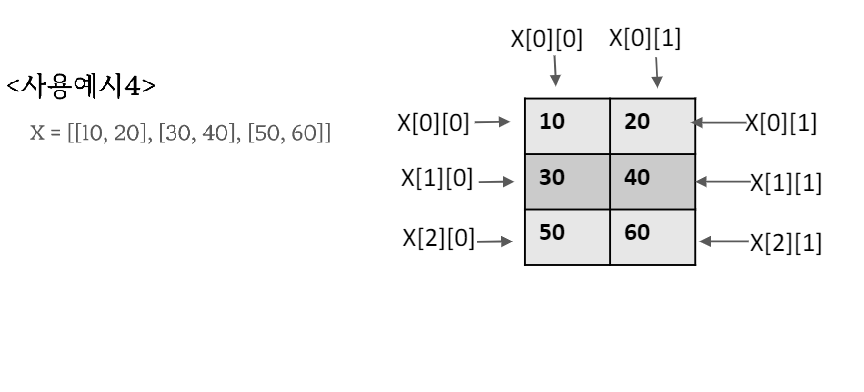 X[0][0] X[0][1]
<사용예시4>
X = [[10, 20], [30, 40], [50, 60]]
X[0][0] 10 20 X[0][1]
X[1][0] 30 40 X[1][1]
X[2][0] 50 60 X[2][1]